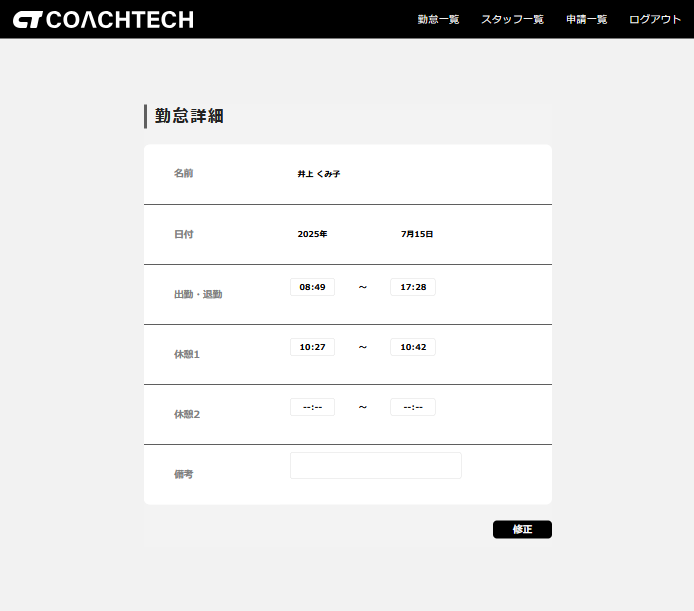 COACHTECH 勤怠一覧 スタッフ一覧 申請一覧 ログアウト
勤怠詳細
名前 井上 くみ子
日付 2025年 7月15日
出勤・退勤 08:49 ～ 17:28
休憩1 10:27 ～ 10:42
休憩2 --:-- ～ --:--
備考
修正